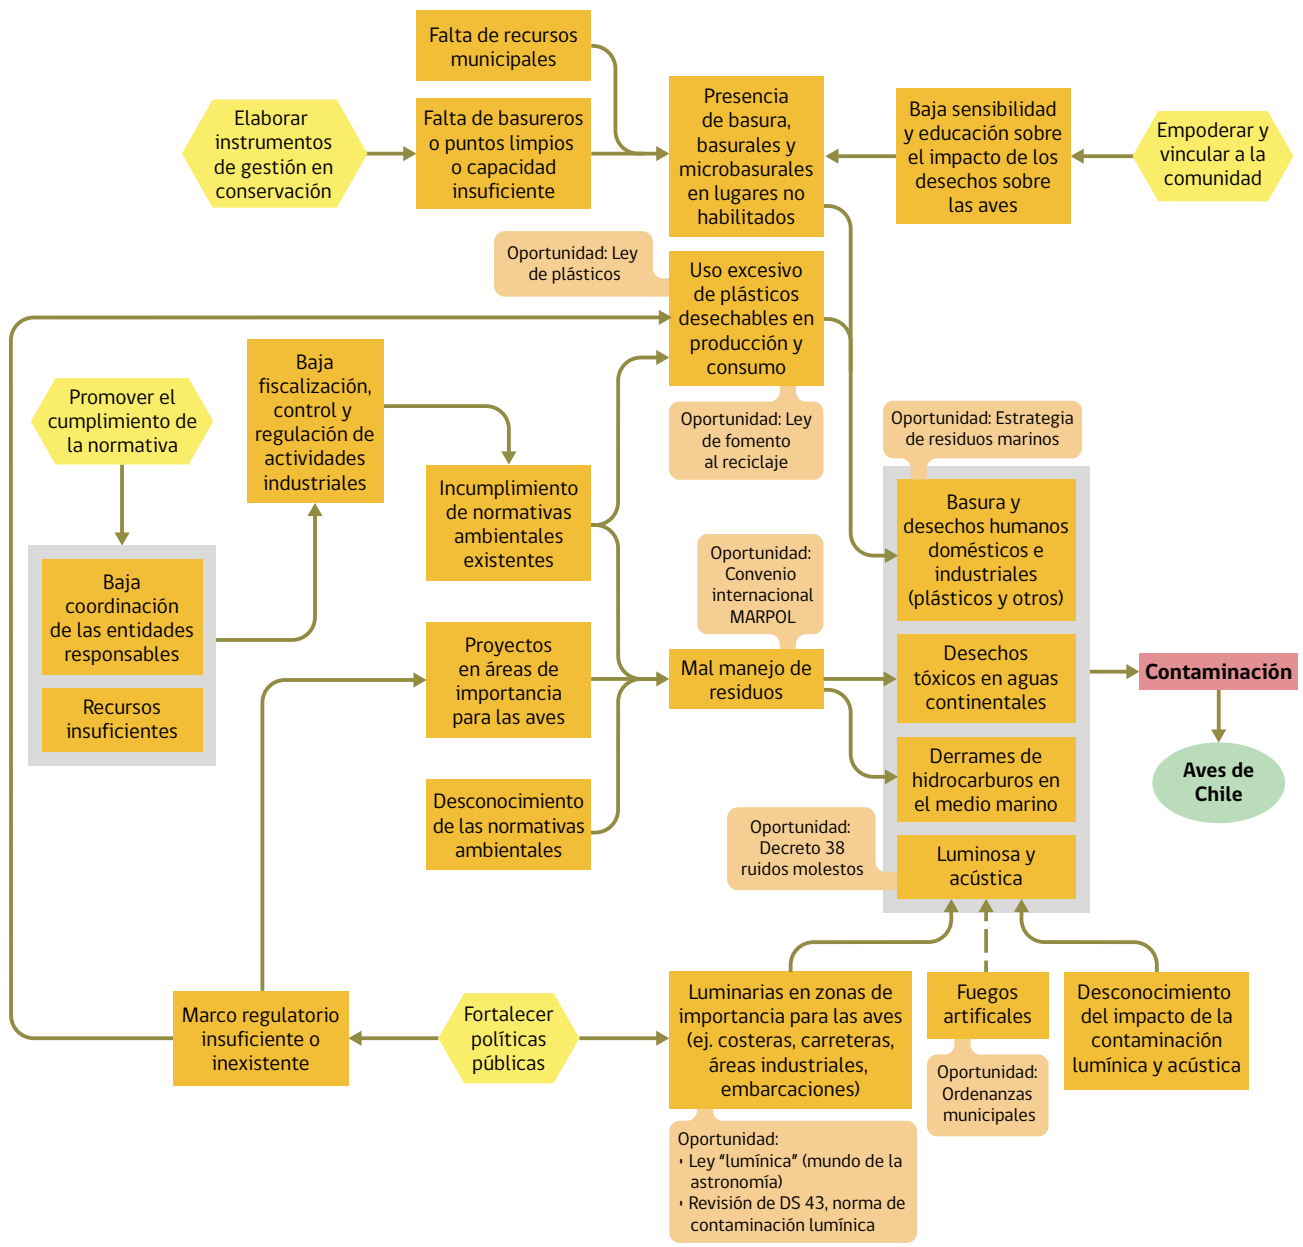 Falta de recursos
municipales
Elaborar
instrumentos
de gestión en
conservación
Falta de basureros
o puntos limpios
o capacidad
insuficiente
Presencia
de basura,
basurales y
microbasurales
en lugares no
habilitados
Baja sensibilidad
y educación sobre
el impacto de los
desechos sobre
las aves
Empoderar y
vincular a la
comunidad
Oportunidad: Ley
de plásticos
Uso excesivo
de plásticos
desechables en
producción y
consumo
Oportunidad: Ley
de fomento
al reciclaje
Promover el
cumplimiento de
la normativa
Baja
fiscalización,
control y
regulación de
actividades
industriales
Incumplimiento
de normativas
ambientales
existentes
Oportunidad: Estrategia
de residuos marinos
Basura y
desechos humanos
domésticos e
industriales
(plásticos y otros)
Baja
coordinación
de las entidades
responsables
Recursos
insuficientes
Proyectos
en áreas de
importancia
para las aves
Oportunidad:
Convenio
internacional
MARPOL
Mal manejo de
residuos
Desechos
tóxicos en aguas
continentales
Contaminación
Aves de
Chile
Derrames de
hidrocarburos en
el medio marino
Desconocimiento
de las normativas
ambientales
Oportunidad:
Decreto 38
ruidos molestos
Luminosa y
acústica
Marco regulatorio
insuficiente o
inexistente
Fortalecer
políticas
públicas
Luminarias en zonas de
importancia para las aves
(ej. costeras, carreteras,
áreas industriales,
embarcaciones)
Fuegos
artificales
Desconocimiento
del impacto de la
contaminación
lumínica y acústica
Oportunidad:
Ordenanzas
municipales
Oportunidad:
• Ley “lumínica” (mundo de la
astronomía)
• Revisión de DS 43, norma de
contaminación lumínica